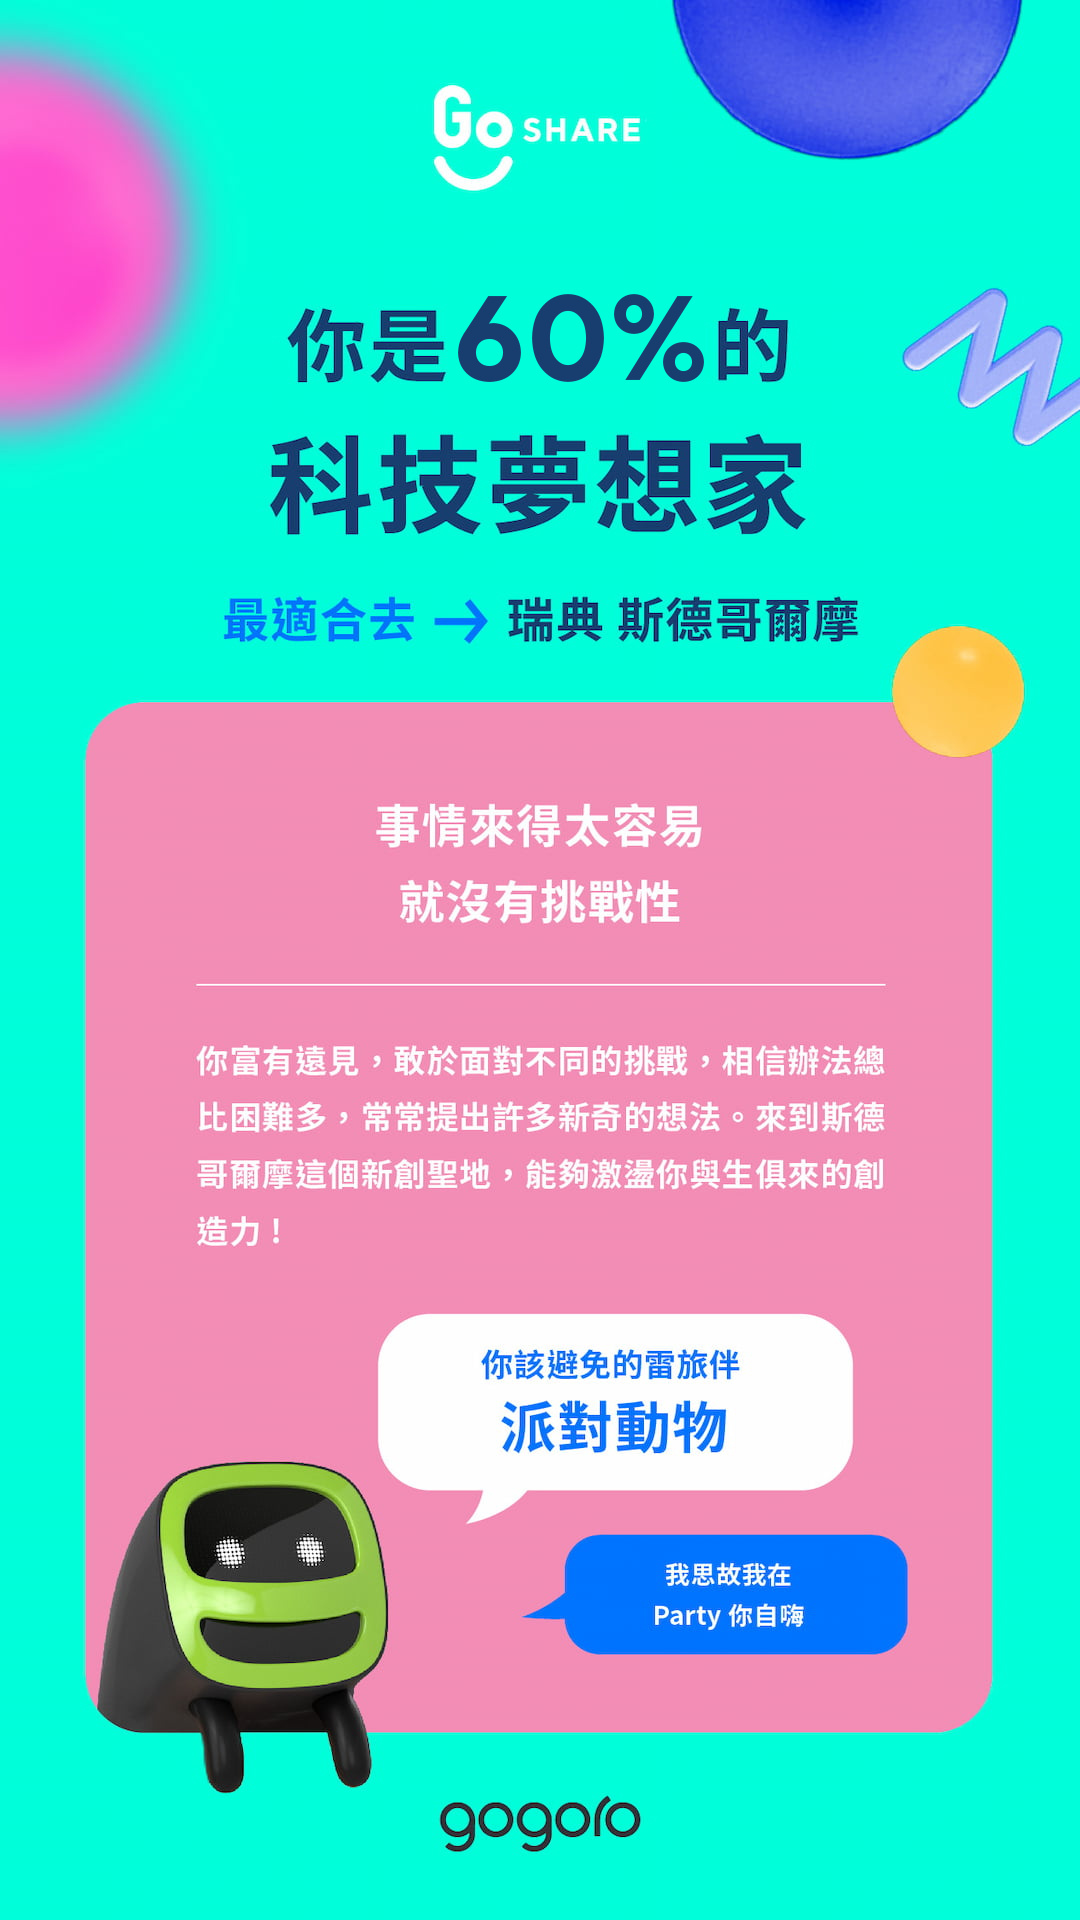 Go SHARE
你是60%的
科技夢想家
最適合去 → 瑞典 斯德哥爾摩
事情來得太容易
就沒有挑戰性
你富有遠見，敢於面對不同的挑戰，相信辦法總
比困難多，常常提出許多新奇的想法。來到斯德
哥爾摩這個新創聖地，能夠激盪你與生俱來的創
造力！
你該避免的雷旅伴
派對動物
我思故我在
Party 你自嗨
gogoro